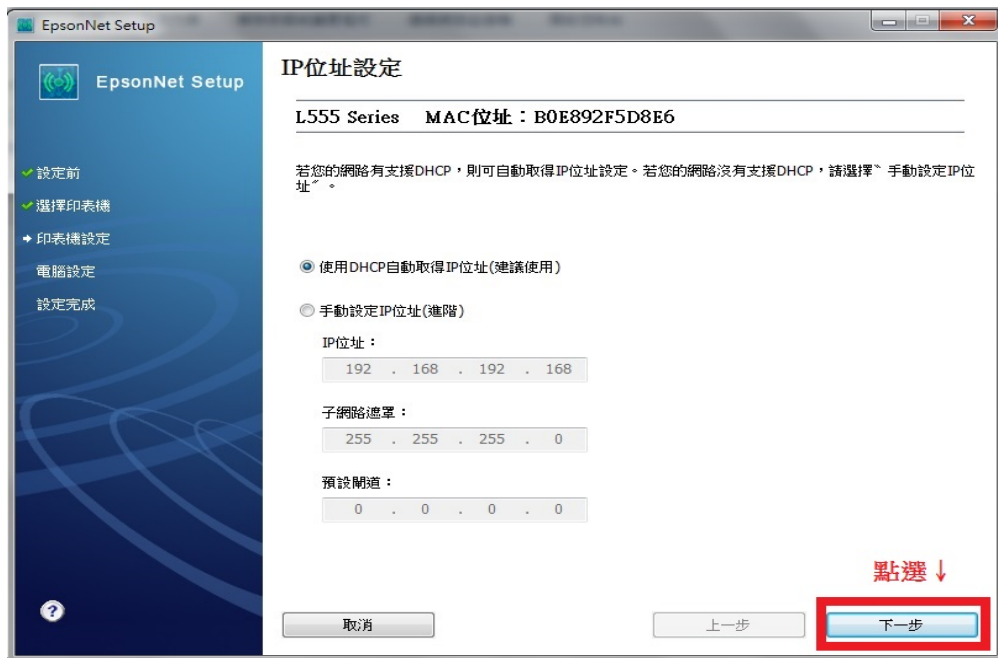 EpsonNet Setup
EpsonNet Setup
設定前
選擇印表機
印表機設定
電腦設定
設定完成
IP位址設定
L555 Series MAC位址：B0E892F5D8E6
若您的網路有支援DHCP，則可自動取得IP位址設定。若您的網路沒有支援DHCP，請選擇〝手動設定IP位
址〞。
使用DHCP自動取得IP位址(建議使用)
手動設定IP位址(進階)
IP位址：
192 . 168 . 192 . 168
子網路遮罩：
255 . 255 . 255 . 0
預設閘道：
0 . 0 . 0 . 0
點選↓
取消
上一步
下一步